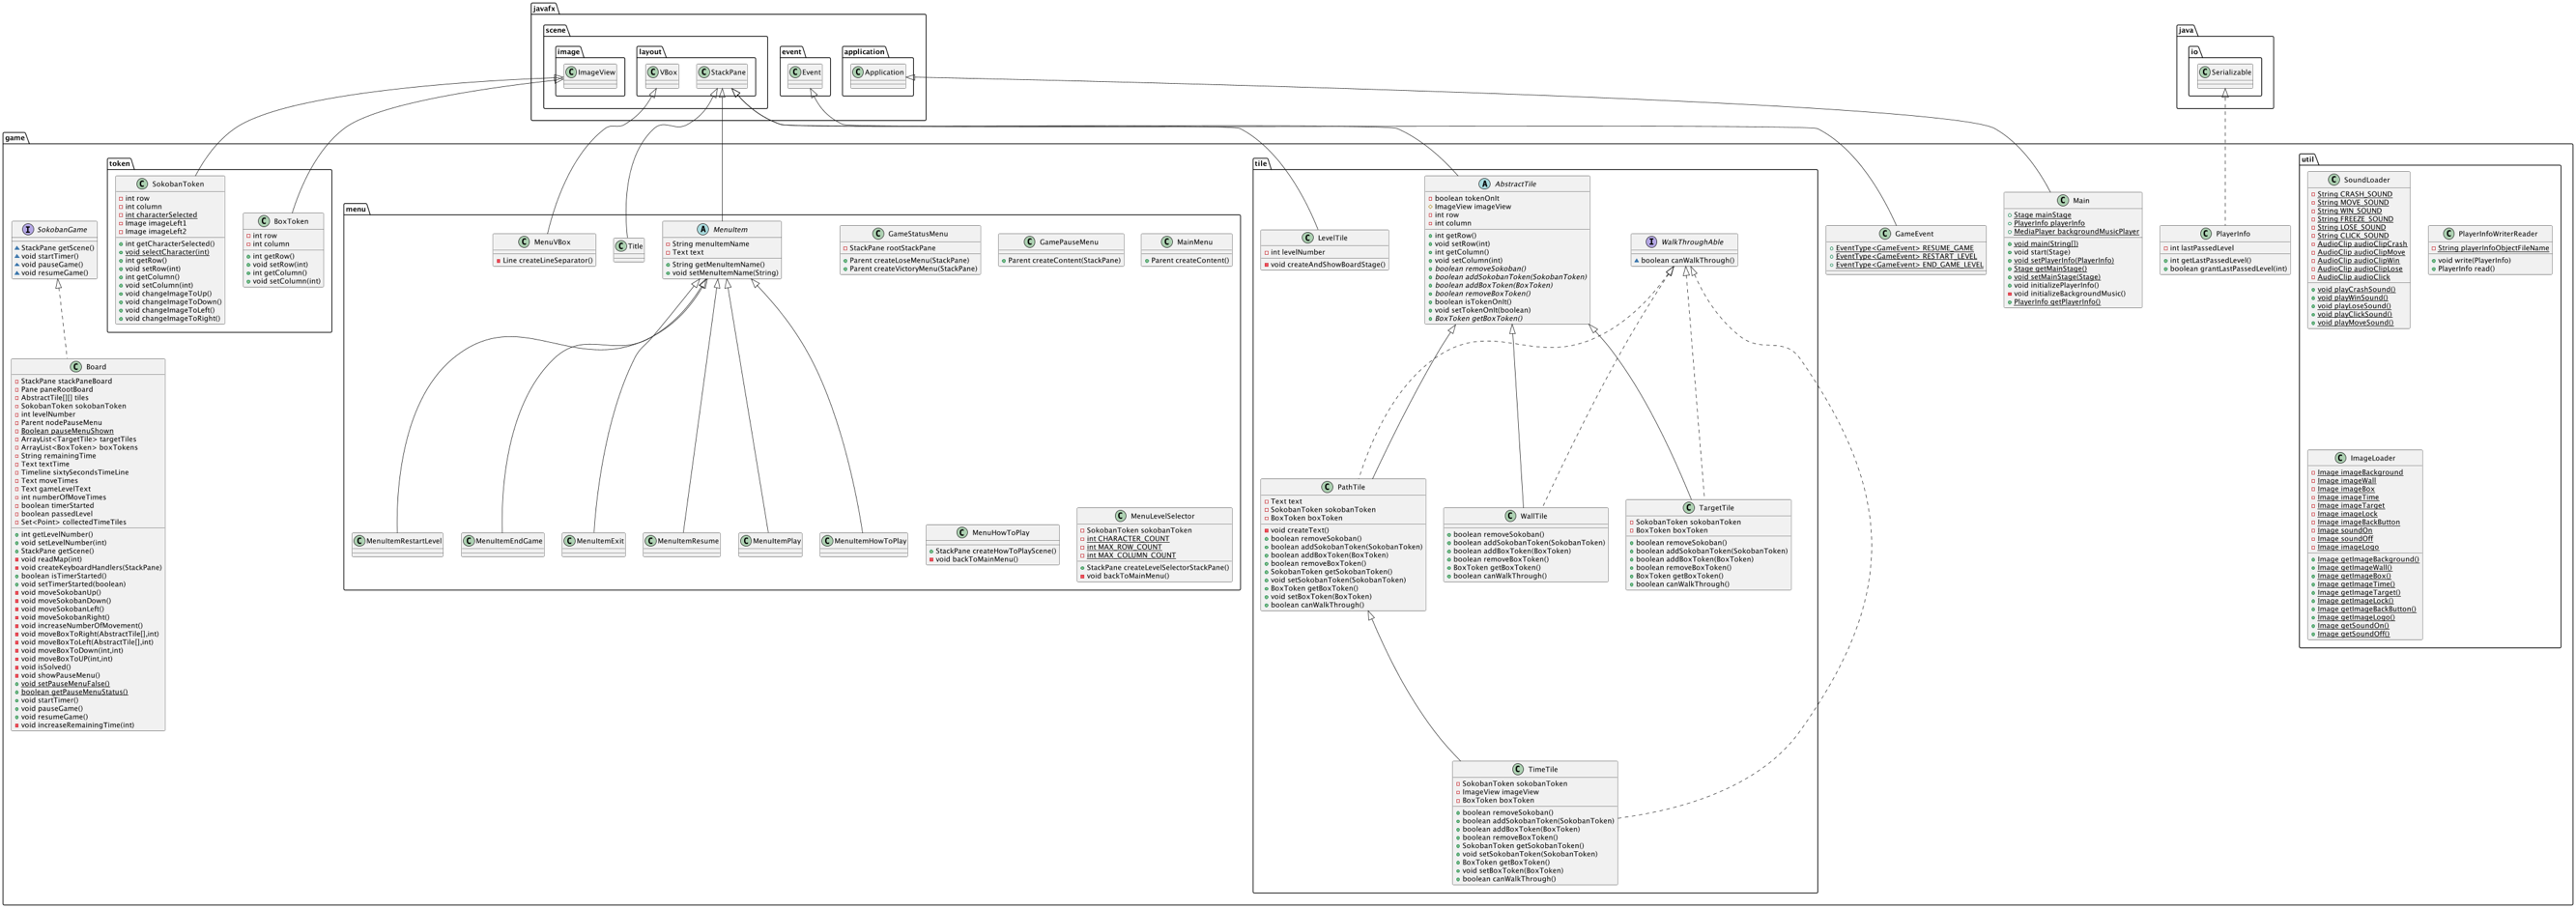 javafx
scene
image
C ImageView
layout
C VBox
C StackPane
event
C Event
application
C Application
java
io
C Serializable
game
I SokobanGame
StackPane getScene()
void startTimer()
void pauseGame()
void resumeGame()
token
C SokobanToken
int row
int column
int characterSelected
Image imageLeft1
Image imageLeft2
int getCharacterSelected()
void selectCharacter(int)
int getRow()
void setRow(int)
int getColumn()
void setColumn(int)
void changeImageToUp()
void changeImageToDown()
void changeImageToLeft()
void changeImageToRight()
C BoxToken
int row
int column
int getRow()
void setRow(int)
int getColumn()
void setColumn(int)
C Board
StackPane stackPaneBoard
Pane paneRootBoard
AbstractTile[][] tiles
SokobanToken sokobanToken
int levelNumber
Parent nodePauseMenu
Boolean pauseMenuShown
ArrayList<TargetTile> targetTiles
ArrayList<BoxToken> boxTokens
String remainingTime
Text textTime
Timeline sixtySecondsTimeLine
Text moveTimes
Text gameLevelText
int numberOfMoveTimes
boolean timerStarted
boolean passedLevel
Set<Point> collectedTimeTiles
int getLevelNumber()
void setLevelNumber(int)
StackPane getScene()
void readMap(int)
void createKeyboardHandlers(StackPane)
boolean isTimerStarted()
void setTimerStarted(boolean)
void moveSokobanUp()
void moveSokobanDown()
void moveSokobanLeft()
void moveSokobanRight()
void increaseNumberOfMovement()
void moveBoxToRight(AbstractTile[],int)
void moveBoxToLeft(AbstractTile[],int)
void moveBoxToDown(int,int)
void moveBoxToUP(int,int)
void isSolved()
void showPauseMenu()
void setPauseMenuFalse()
boolean getPauseMenuStatus()
void startTimer()
void pauseGame()
void resumeGame()
void increaseRemainingTime(int)
menu
C MenuVBox
Line createLineSeparator()
C Title
A MenuItem
String menuItemName
Text text
String getMenuItemName()
void setMenuItemName(String)
C GameStatusMenu
StackPane rootStackPane
Parent createLoseMenu(StackPane)
Parent createVictoryMenu(StackPane)
C GamePauseMenu
Parent createContent(StackPane)
C MainMenu
Parent createContent()
C MenuItemRestartLevel
C MenuItemEndGame
C MenuItemExit
C MenuItemResume
C MenuItemPlay
C MenuItemHowToPlay
C MenuHowToPlay
StackPane createHowToPlayScene()
void backToMainMenu()
C MenuLevelSelector
SokobanToken sokobanToken
int CHARACTER_COUNT
int MAX_ROW_COUNT
int MAX_COLUMN_COUNT
StackPane createLevelSelectorStackPane()
void backToMainMenu()
tile
C LevelTile
int levelNumber
void createAndShowBoardStage()
A AbstractTile
boolean tokenOnIt
ImageView imageView
int row
int column
int getRow()
void setRow(int)
int getColumn()
void setColumn(int)
boolean removeSokoban()
boolean addSokobanToken(SokobanToken)
boolean addBoxToken(BoxToken)
boolean removeBoxToken()
boolean isTokenOnIt
void setTokenOnIt(boolean)
BoxToken getBoxToken()
I WalkThroughAble
boolean canWalkThrough()
C PathTile
Text text
SokobanToken sokobanToken
BoxToken boxToken
void createText()
boolean removeSokoban()
boolean addSokobanToken(SokobanToken)
boolean addBoxToken(BoxToken)
boolean removeBoxToken()
SokobanToken getSokobanToken()
void setSokobanToken(SokobanToken)
BoxToken getBoxToken()
void setBoxToken(BoxToken)
boolean canWalkThrough()
C WallTile
boolean removeSokoban()
boolean addSokobanToken(SokobanToken)
boolean addBoxToken(BoxToken)
boolean removeBoxToken()
BoxToken getBoxToken()
boolean canWalkThrough()
C TargetTile
SokobanToken sokobanToken
BoxToken boxToken
boolean removeSokoban()
boolean addSokobanToken(SokobanToken)
boolean addBoxToken(BoxToken)
boolean removeBoxToken()
BoxToken getBoxToken()
boolean canWalkThrough()
C TimeTile
SokobanToken sokobanToken
ImageView imageView
BoxToken boxToken
boolean removeSokoban()
boolean addSokobanToken(SokobanToken)
boolean addBoxToken(BoxToken)
boolean removeBoxToken()
SokobanToken getSokobanToken()
void setSokobanToken(SokobanToken)
BoxToken getBoxToken()
void setBoxToken(BoxToken)
boolean canWalkThrough()
C GameEvent
EventType<GameEvent> RESUME_GAME
EventType<GameEvent> RESTART_LEVEL
EventType<GameEvent> END_GAME_LEVEL
C Main
Stage mainStage
PlayerInfo playerInfo
MediaPlayer backgroundMusicPlayer
void main(String[])
void start(Stage)
void setPlayerInfo(PlayerInfo)
Stage getMainStage()
void setMainStage(Stage)
void initializePlayerInfo()
void initializeBackgroundMusic()
PlayerInfo getPlayerInfo()
C PlayerInfo
int lastPassedLevel
int getLastPassedLevel()
boolean grantLastPassedLevel(int)
util
C SoundLoader
String CRASH_SOUND
String MOVE_SOUND
String WIN_SOUND
String FREEZE_SOUND
String LOSE_SOUND
String CLICK_SOUND
AudioClip audioClipCrash
AudioClip audioClipMove
AudioClip audioClipWin
AudioClip audioClipLose
AudioClip audioClick
void playCrashSound()
void playWinSound()
void playLoseSound()
void playClickSound()
void playMoveSound()
C PlayerInfoWriterReader
String playerInfoObjectFileName
void write(PlayerInfo)
PlayerInfo read()
C ImageLoader
Image imageBackground
Image imageWall
Image imageBox
Image imageTime
Image imageTarget
Image imageLock
Image imageBackButton
Image soundOn
Image soundOff
Image imageLogo
Image getImageBackground()
Image getImageWall()
Image getImageBox()
Image getImageTime()
Image getImageTarget()
Image getImageLock()
Image getImageBackButton()
Image getImageLogo()
Image getSoundOn()
Image getSoundOff()